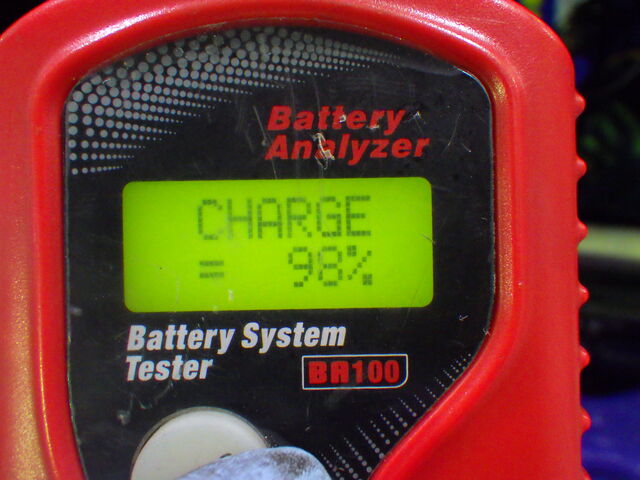 Battery
Analyzer
CHARGE
= 98%
Battery System
Tester
BA100